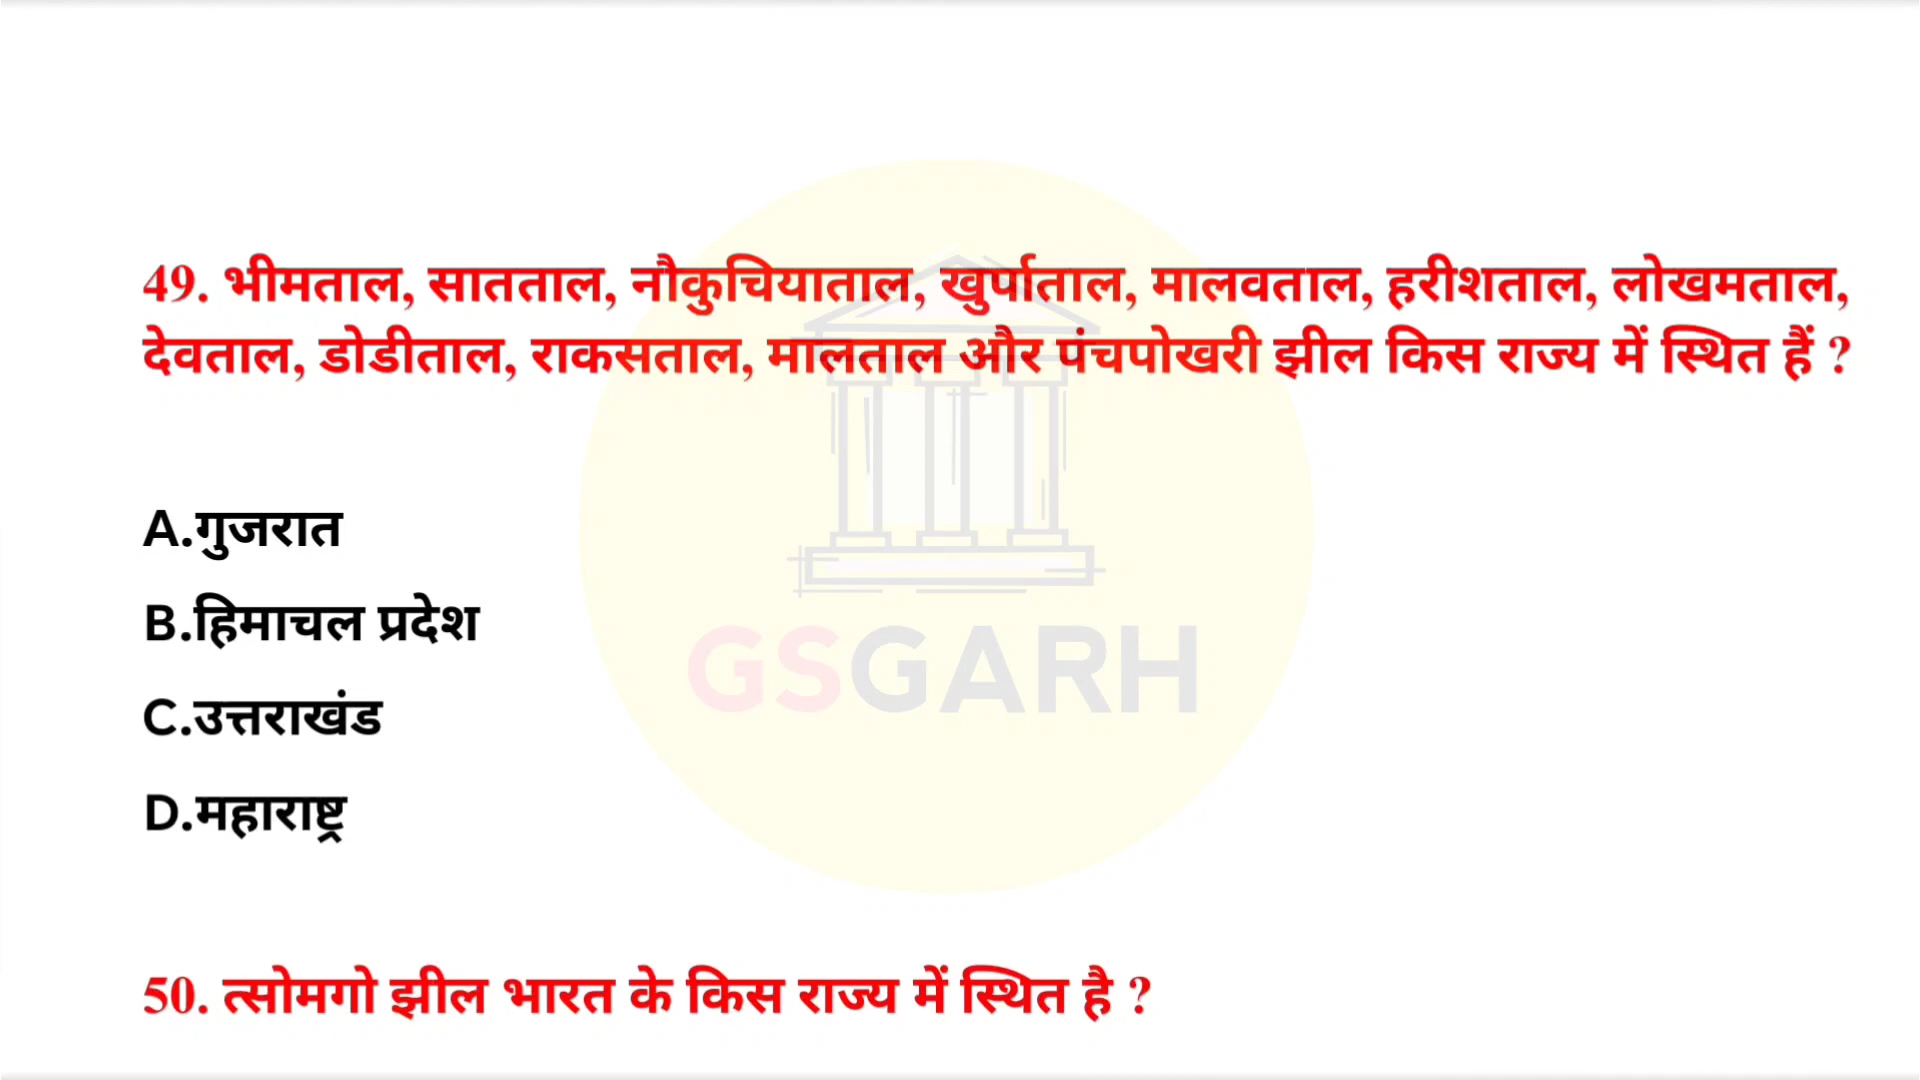 49. भीमताल, सातताल, नौकुचियाताल, खुर्पाताल, मालवताल, हरीशताल, लोखमताल,
देवताल, डोडीताल, राकसताल, मालताल और पंचपोखरी झील किस राज्य में स्थित हैं ?
A.गुजरात
B.हिमाचल प्रदेश
GSGARH
C.उत्तराखंड
D.महाराष्ट्र
50. त्सोमगो झील भारत के किस राज्य में स्थित है ?